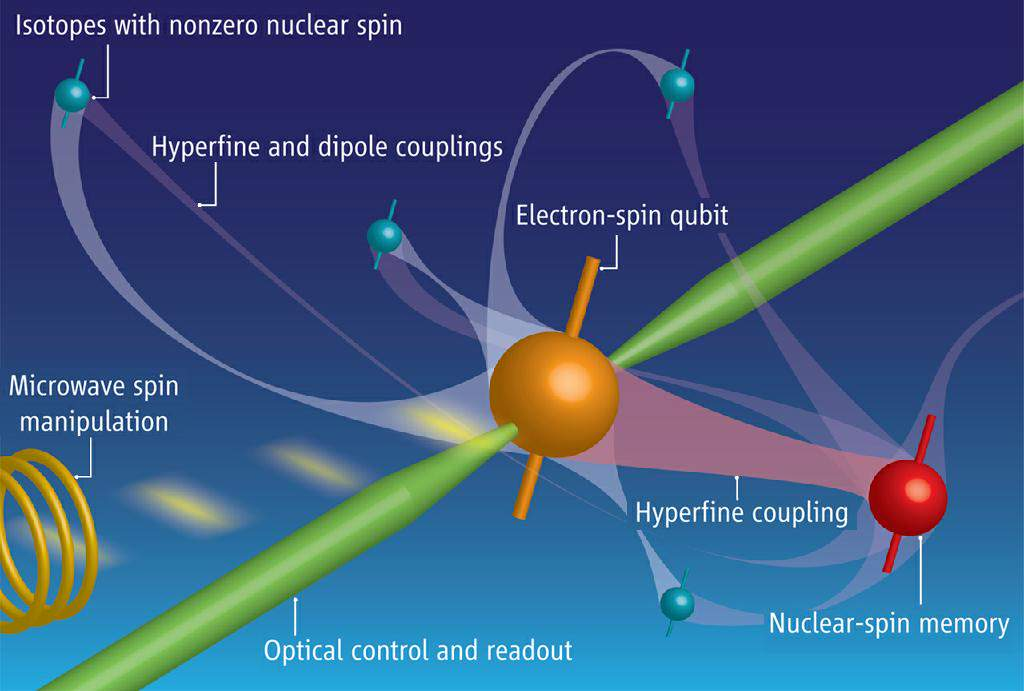 Isotopes with nonzero nuclear spin
Hyperfine and dipole couplings
Electron-spin qubit
Microwave spin
manipulation
Hyperfine coupling
Nuclear-spin memory
Optical control and readout